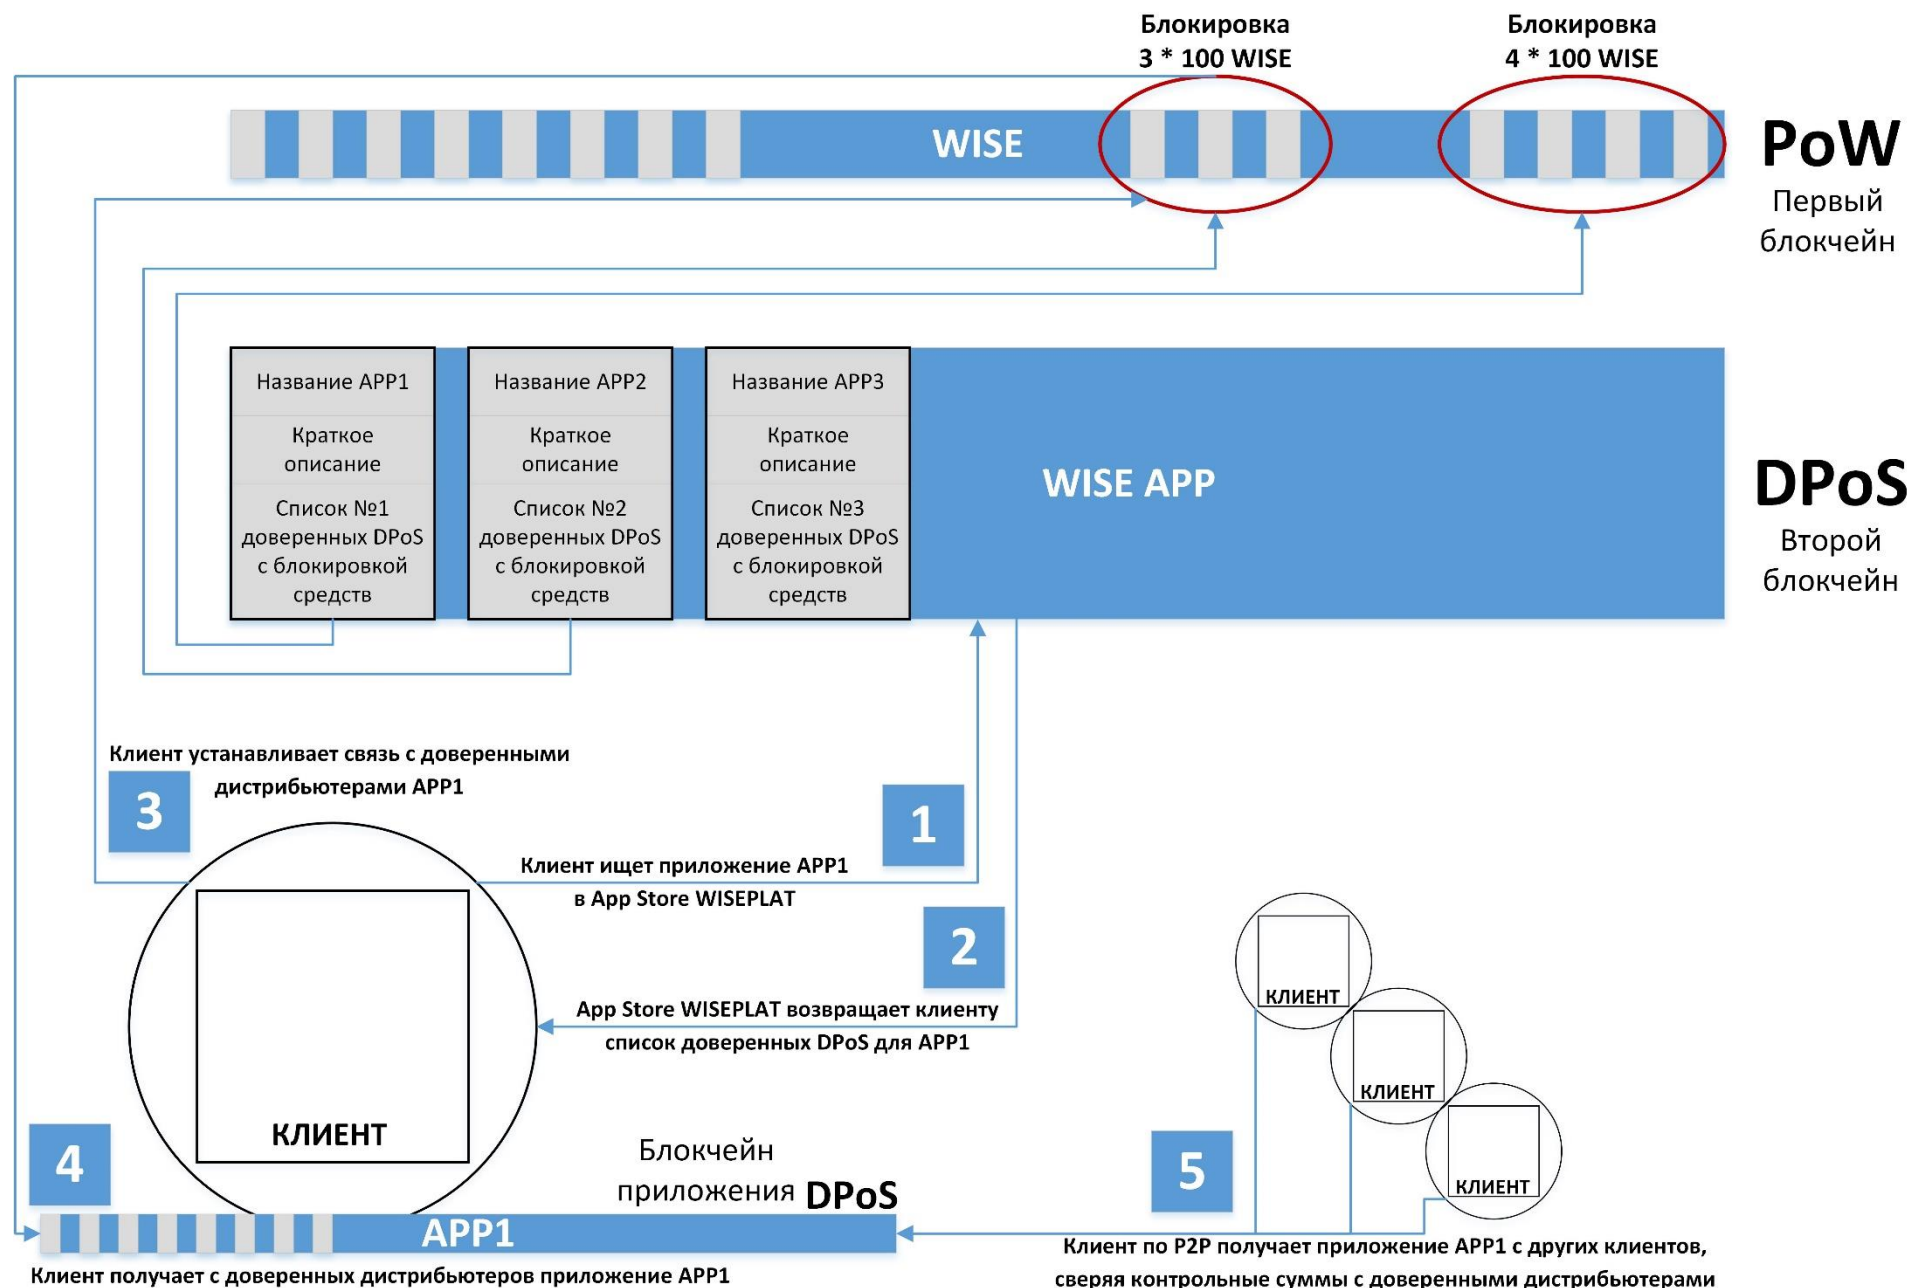 Блокировка
3 * 100 WISE
Блокировка
4 * 100 WISE
WISE
PoW
Первый
блокчейн
Название APP1
Краткое
описание
Список №1
доверенных DPoS
с блокировкой
средств
Название APP2
Краткое
описание
Список №2
доверенных DPoS
с блокировкой
средств
Название APP3
Краткое
описание
Список №3
доверенных DPoS
с блокировкой
средств
WISE APP
DPoS
Второй
блокчейн
Клиент устанавливает связь с доверенными
дистрибьютерами APP1
3
1
Клиент ищет приложение APP1
в App Store WISEPLAT
2
App Store WISEPLAT возвращает клиенту
список доверенных DPoS для APP1
КЛИЕНТ
КЛИЕНТ
КЛИЕНТ
КЛИЕНТ
4
Блокчейн
приложения DPoS
5
APP1
Клиент получает с доверенных дистрибьютеров приложение APP1
Клиент по P2P получает приложение APP1 с других клиентов,
сверяя контрольные суммы с доверенными дистрибьютерами